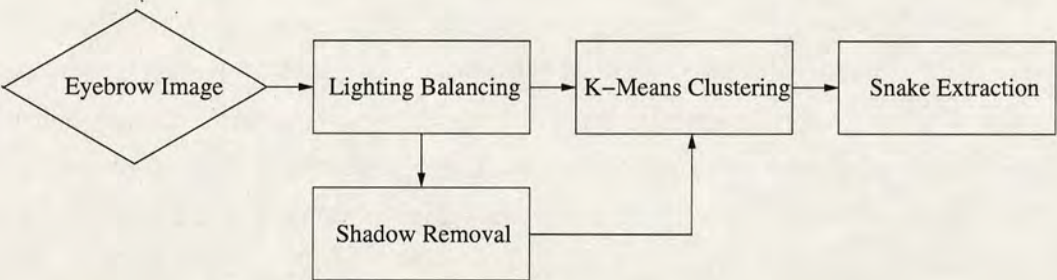 Eyebrow Image
Lighting Balancing
K–Means Clustering
Snake Extraction
Shadow Removal